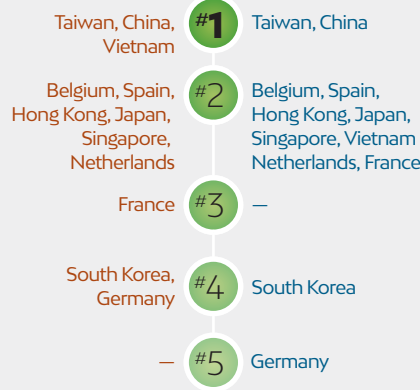 Taiwan, China,
Vietnam
#1
Taiwan, China
Belgium, Spain,
Hong Kong, Japan,
Singapore,
Netherlands
#2
Belgium, Spain,
Hong Kong, Japan,
Singapore, Vietnam
Netherlands, France
France
#3
—
South Korea,
Germany
#4
South Korea
—
#5
Germany